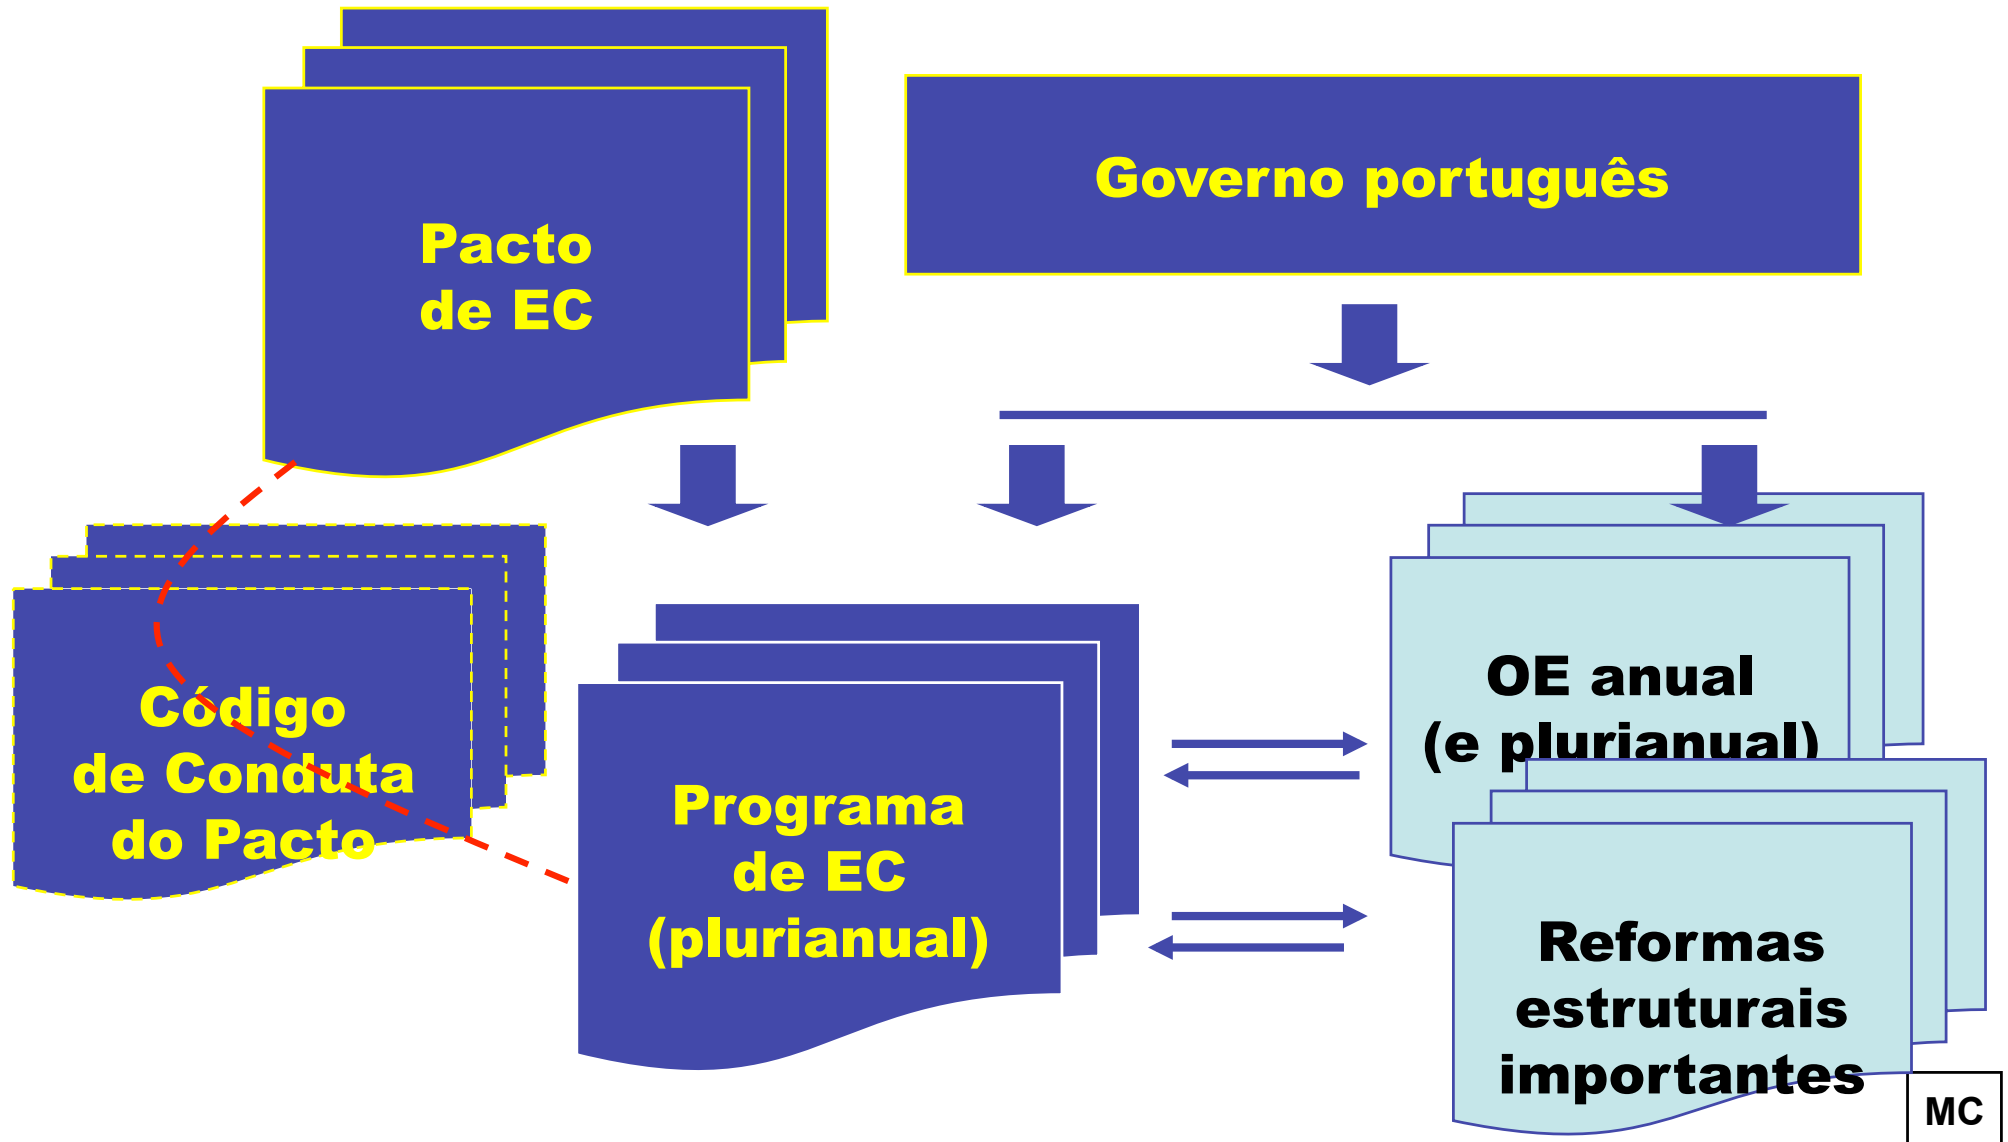 Pacto
de EC
Governo português
Código
de Conduta
do Pacto
Programa
de EC
(plurianual)
OE anual
(e plurianual)
Reformas
estruturais
importantes
MC